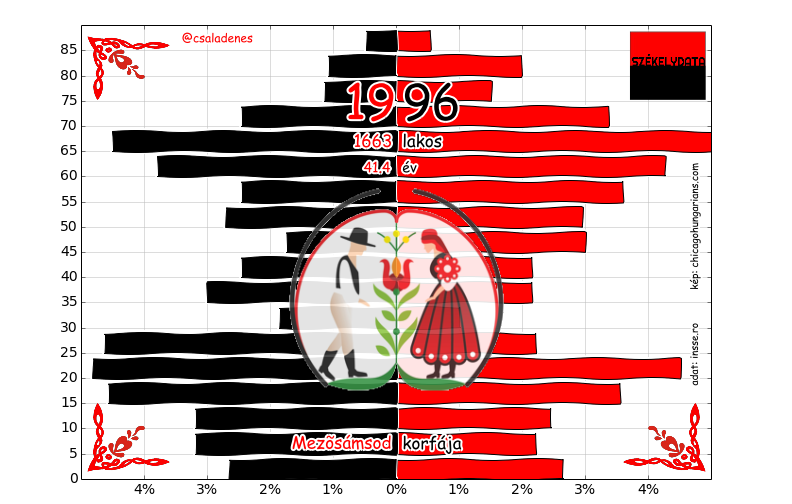 @csaladenes
SZÉKELYDATA
1996
1663 lakos
41,4 év
Mezősámsod korfája
kép: chicagohungarians.com
adat: insse.ro
85
80
75
70
65
60
55
50
45
40
35
30
25
20
15
10
5
0
4% 3% 2% 1% 0% 1% 2% 3% 4%